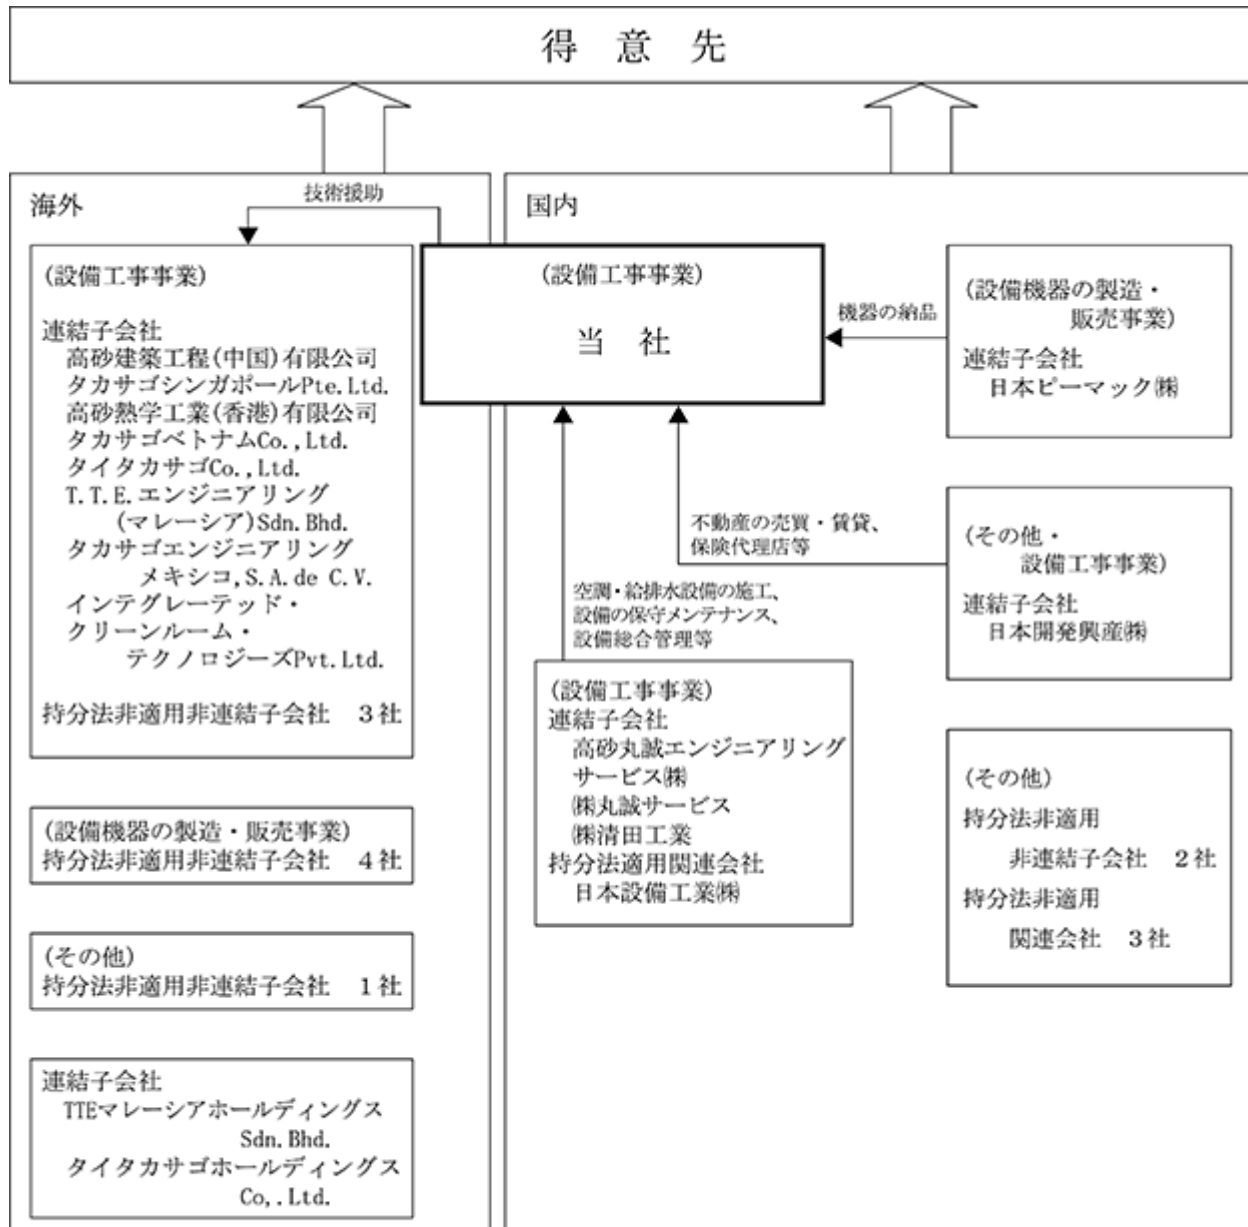 得意先
海外
技術援助
(設備工事事業)
連結子会社
高砂建築工程(中国)有限公司
タカサゴシンガポールPte.Ltd.
高砂熱学工業(香港)有限公司
タカサゴベトナムCo.,Ltd.
タイタカサゴCo.,Ltd.
T.T.E.エンジニアリング
(マレーシア)Sdn.Bhd.
タカサゴエンジニアリング
メキシコ,S.A.de C.V.
インテグレーテッド・
クリーンルーム・
テクノロジーズPvt.Ltd.
持分法非適用非連結子会社 3社
(設備機器の製造・販売事業)
持分法非適用非連結子会社 4社
(その他)
持分法非適用非連結子会社 1社
連結子会社
TTEマレーシアホールディングス
Sdn.Bhd.
タイタカサゴホールディングス
Co,.Ltd.
国内
(設備工事事業)
当社
機器の納品
(設備機器の製造・
販売事業)
連結子会社
日本ピーマック㈱
不動産の売買・賃貸、
保険代理店等
(その他・
設備工事事業)
連結子会社
日本開発興産㈱
空調・給排水設備の施工、
設備の保守メンテナンス、
設備総合管理等
(設備工事事業)
連結子会社
高砂丸誠エンジニアリング
サービス㈱
㈱丸誠サービス
㈱清田工業
持分法適用関連会社
日本設備工業㈱
(その他)
持分法非適用
非連結子会社 2社
持分法非適用
関連会社 3社